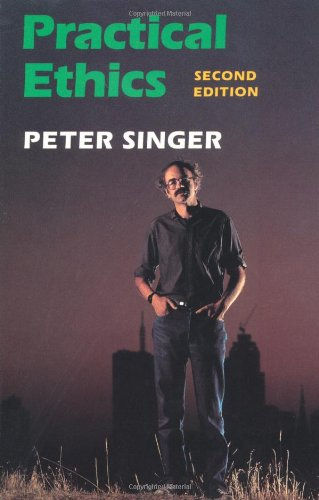 Practical
Ethics
SECOND
EDITION
PETER SINGER